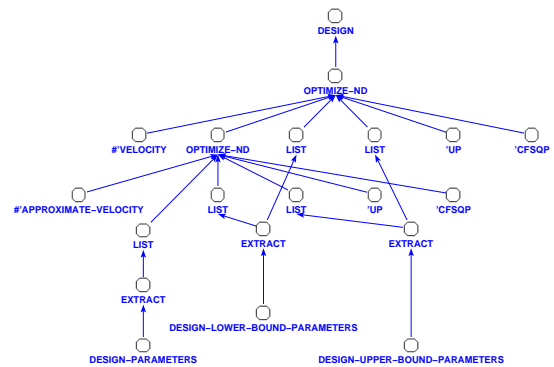 DESIGN
OPTIMIZE-ND
#'VELOCITY OPTIMIZE-ND LIST LIST 'UP 'CFSQP
#'APPROXIMATE-VELOCITY LIST LIST 'UP 'CFSQP
LIST EXTRACT EXTRACT
EXTRACT
DESIGN-LOWER-BOUND-PARAMETERS
DESIGN-PARAMETERS DESIGN-UPPER-BOUND-PARAMETERS